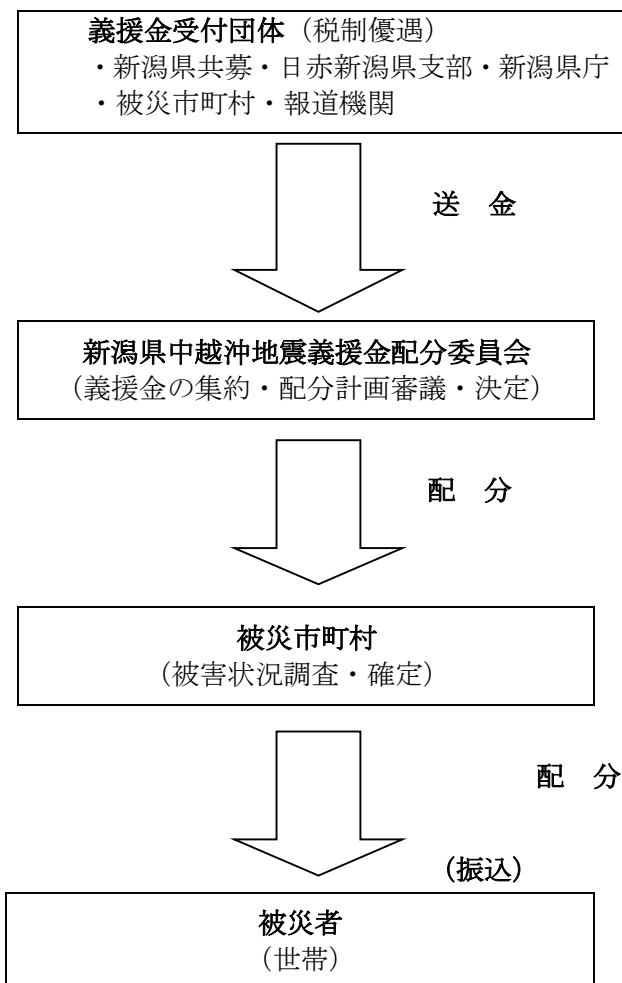 義援金受付団体（税制優遇）
・新潟県共募・日赤新潟県支部・新潟県庁
・被災市町村・報道機関
送　金
新潟県中越沖地震義援金配分委員会
（義援金の集約・配分計画審議・決定）
配　分
被災市町村
（被害状況調査・確定）
配　分
（振込）
被災者
（世帯）